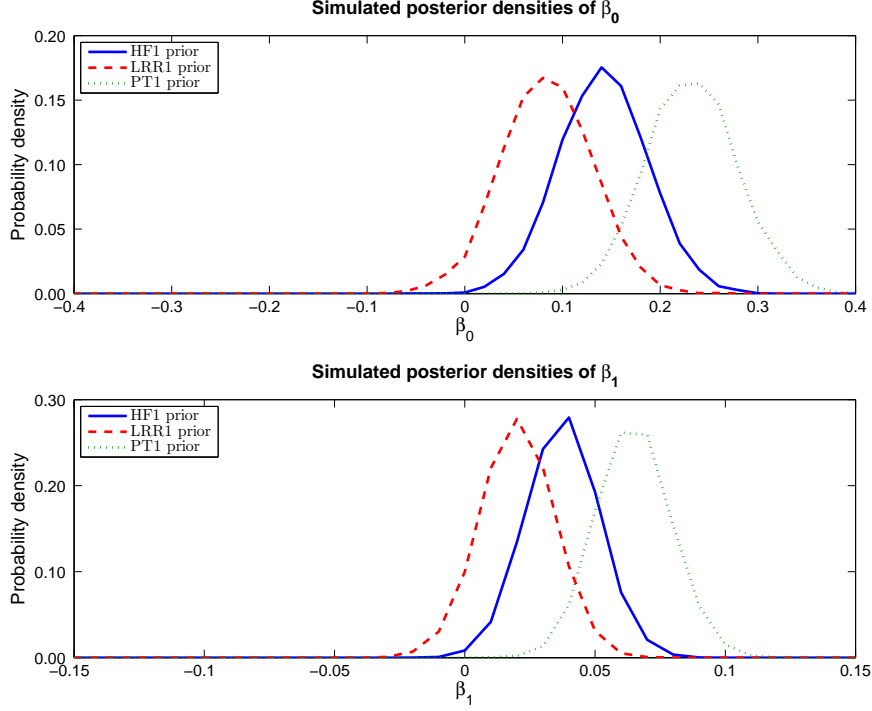 Simulated posterior densities of β0
Probability density
0.20
0.15
0.10
0.05
0.00
HF1 prior
LRR1 prior
PT1 prior
−0.4 −0.3 −0.2 −0.1 0 0.1 0.2 0.3 0.4
β0
Simulated posterior densities of β1
Probability density
0.30
0.20
0.10
0.00
HF1 prior
LRR1 prior
PT1 prior
−0.15 −0.1 −0.05 0 0.05 0.1 0.15
β1